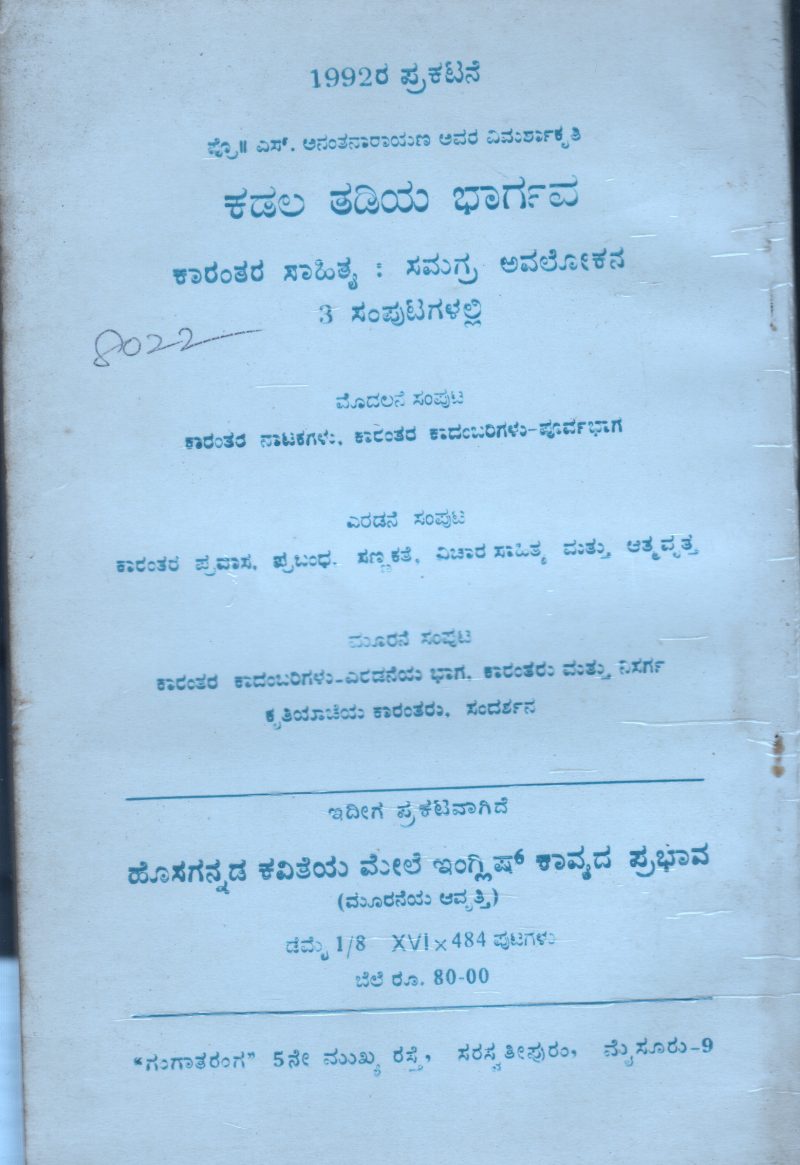 1992ರ ಪ್ರಕಟನೆ
ಪ್ರೊ॥ ಎಸ್. ಅನಂತನಾರಾಯಣ ಅವರ ವಿಮರ್ಶಾಕೃತಿ
ಕಡಲ ತಡಿಯ ಭಾರ್ಗವ
ಕಾರಂತರ ಸಾಹಿತ್ಯ : ಸಮಗ್ರ ಅವಲೋಕನ
3 ಸಂಪುಟಗಳಲ್ಲಿ
8022
ಮೊದಲನೆ ಸಂಪುಟ
ಕಾರಂತರ ನಾಟಕಗಳು, ಕಾರಂತರ ಕಾದಂಬರಿಗಳು-ಪೂರ್ವಭಾಗ
ಎರಡನೆ ಸಂಪುಟ
ಕಾರಂತರ ಪ್ರವಾಸ, ಪ್ರಬಂಧ, ಸಣ್ಣಕತೆ, ವಿಚಾರ ಸಾಹಿತ್ಯ ಮತ್ತು ಆತ್ಮವೃತ್ತ
ಮೂರನೆ ಸಂಪುಟ
ಕಾರಂತರ ಕಾದಂಬರಿಗಳು-ಎರಡನೆಯ ಭಾಗ, ಕಾರಂತರು ಮತ್ತು ನಿಸರ್ಗ
ಕೃತಿಯಾಚೆಯ ಕಾರಂತರು, ಸಂದರ್ಶನ
ಇದೀಗ ಪ್ರಕಟವಾಗಿದೆ
ಹೊಸಗನ್ನಡ ಕವಿತೆಯ ಮೇಲೆ ಇಂಗ್ಲಿಷ್ ಕಾವ್ಯದ ಪ್ರಭಾವ
(ಮೂರನೆಯ ಆವೃತ್ತಿ)
ಡೆಮೈ 1/8 XVI × 484 ಪುಟಗಳು
ಬೆಲೆ ರೂ. 80-00
“ಗಂಗಾತರಂಗ” 5ನೇ ಮುಖ್ಯ ರಸ್ತೆ, ಸರಸ್ವತೀಪುರಂ, ಮೈಸೂರು-9